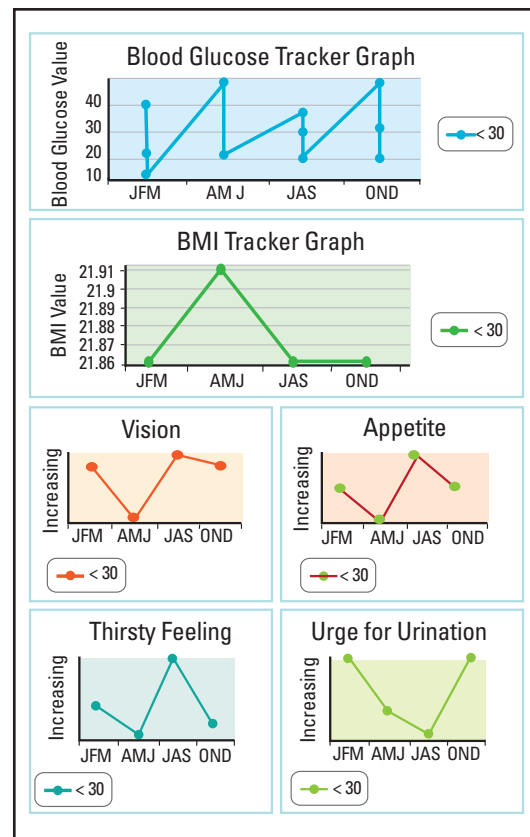 Blood Glucose Tracker Graph
Blood Glucose Value
40
30
20
10
JFM AM J JAS OND
< 30
BMI Tracker Graph
BMI Value
21.91
21.9
21.89
21.88
21.87
21.86
JFM AMJ JAS OND
< 30
Vision
Increasing
JFM AMJ JAS OND
< 30
Appetite
Increasing
JFM AMJ JAS OND
< 30
Thirsty Feeling
Increasing
JFM AMJ JAS OND
< 30
Urge for Urination
Increasing
JFM AMJ JAS OND
< 30